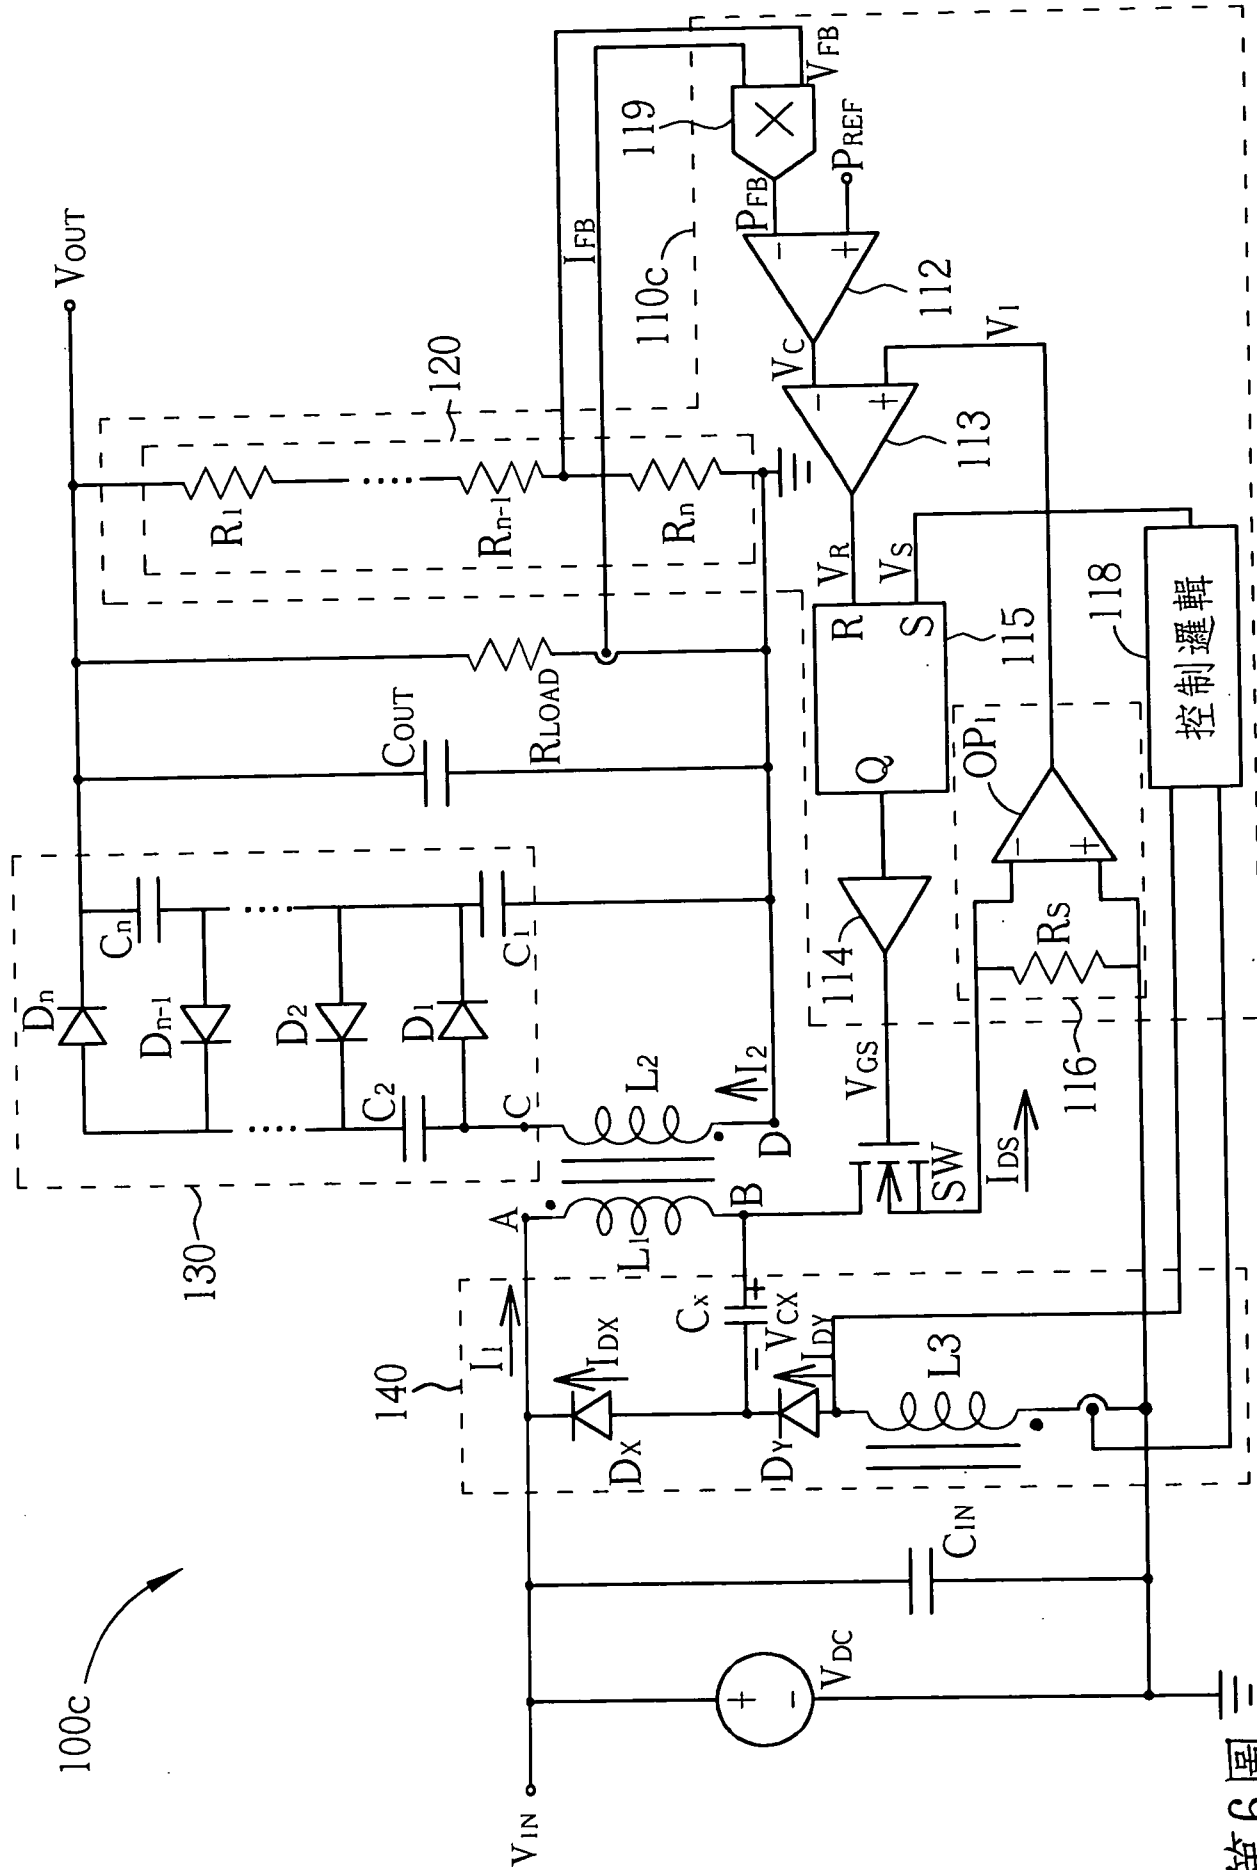 100c
VIN
VDC
CIN
140
I1
IDX
DX
CX
+
VCX
−
IDY
DY
L3
130
A
L1
B
C
L2
D
I2
Dn
Cn
Dn-1
D2
D1
C2
C1
COUT
RLOAD
VOUT
120
R1
Rn-1
Rn
IFB
110c
119
VFB
PFB
PREF
112
VC
113
VI
VR
VS
R
S
Q
115
114
VGS
SW
IDS
116
RS
OP1
118
控制邏輯
第 9 圖